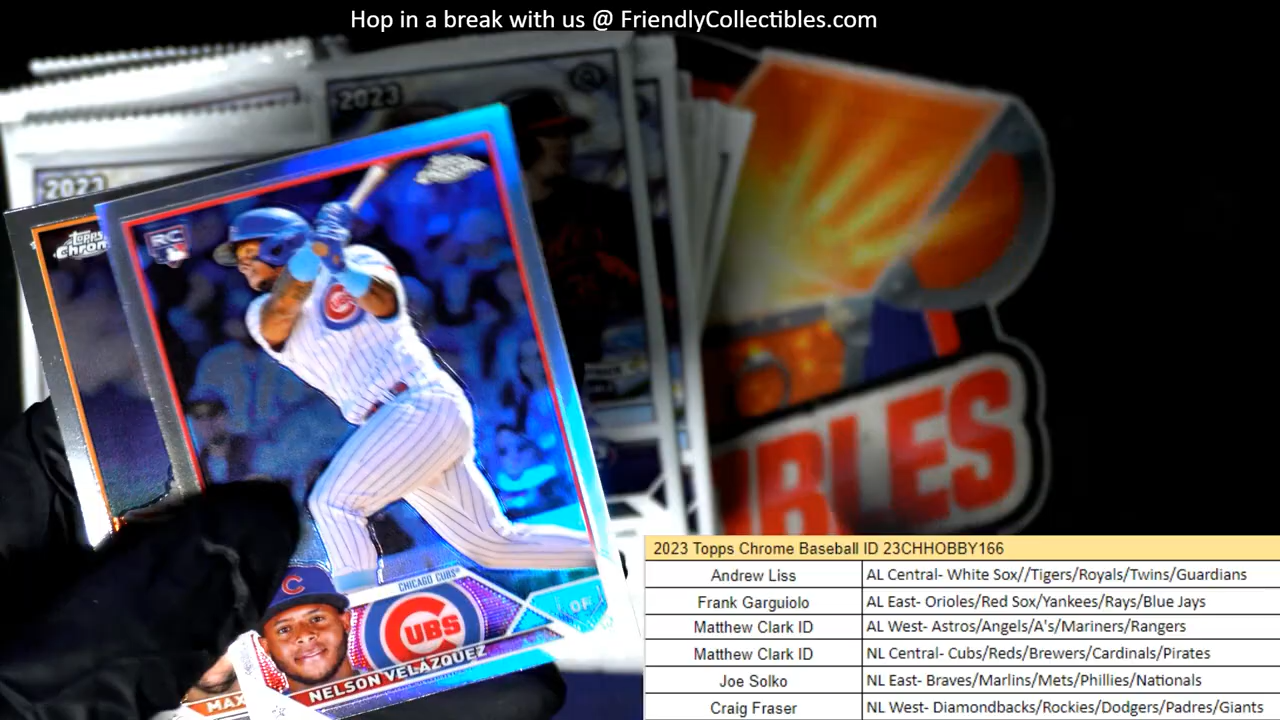 Hop in a break with us @ FriendlyCollectibles.com
2023
2023
Topps
Chrom
RC
C
CHICAGO CUBS
CUBS
OF
NELSON VELÁZQUEZ
MAX
BLES
2023 Topps Chrome Baseball ID 23CHHOBBY166
Andrew Liss AL Central- White Sox//Tigers/Royals/Twins/Guardians
Frank Garguiolo AL East- Orioles/Red Sox/Yankees/Rays/Blue Jays
Matthew Clark ID AL West- Astros/Angels/A's/Mariners/Rangers
Matthew Clark ID NL Central- Cubs/Reds/Brewers/Cardinals/Pirates
Joe Solko NL East- Braves/Marlins/Mets/Phillies/Nationals
Craig Fraser NL West- Diamondbacks/Rockies/Dodgers/Padres/Giants